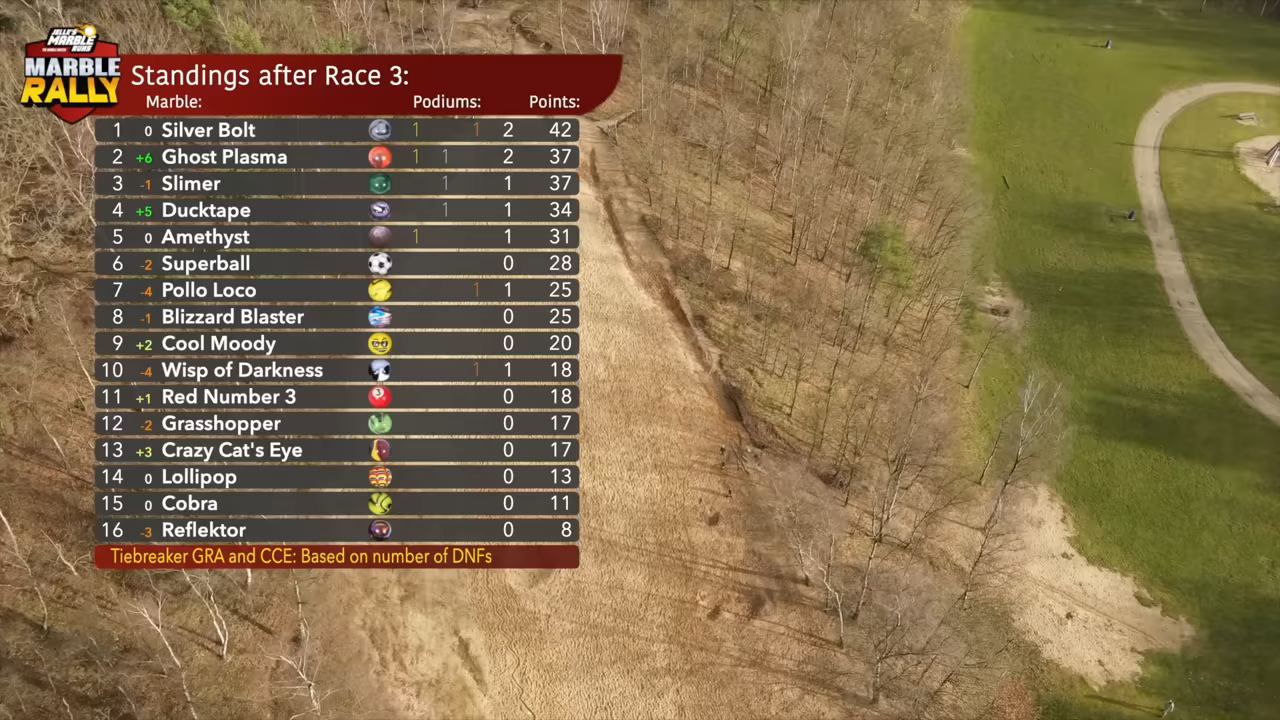 JELLE'S
MARBLE
RUNS
MARBLE
RALLY
Standings after Race 3:
Marble: Podiums: Points:
1 0 Silver Bolt 1 1 2 42
2 +6 Ghost Plasma 1 1 2 37
3 -1 Slimer 1 1 37
4 +5 Ducktape 1 1 34
5 0 Amethyst 1 1 31
6 -2 Superball 0 28
7 -4 Pollo Loco 1 1 25
8 -1 Blizzard Blaster 0 25
9 +2 Cool Moody 0 20
10 -4 Wisp of Darkness 1 1 18
11 +1 Red Number 3 3 0 18
12 -2 Grasshopper 0 17
13 +3 Crazy Cat's Eye 0 17
14 0 Lollipop 0 13
15 0 Cobra 0 11
16 -3 Reflektor 0 8
Tiebreaker GRA and CCE: Based on number of DNFs